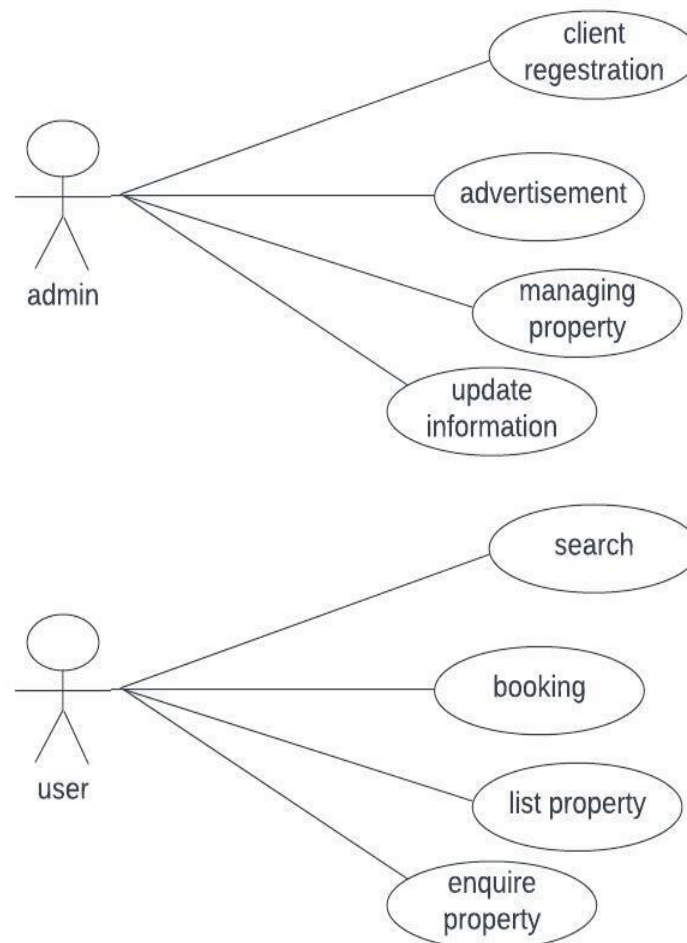 client
regestration
advertisement
admin
managing
property
update
information
search
booking
user
list property
enquire
property